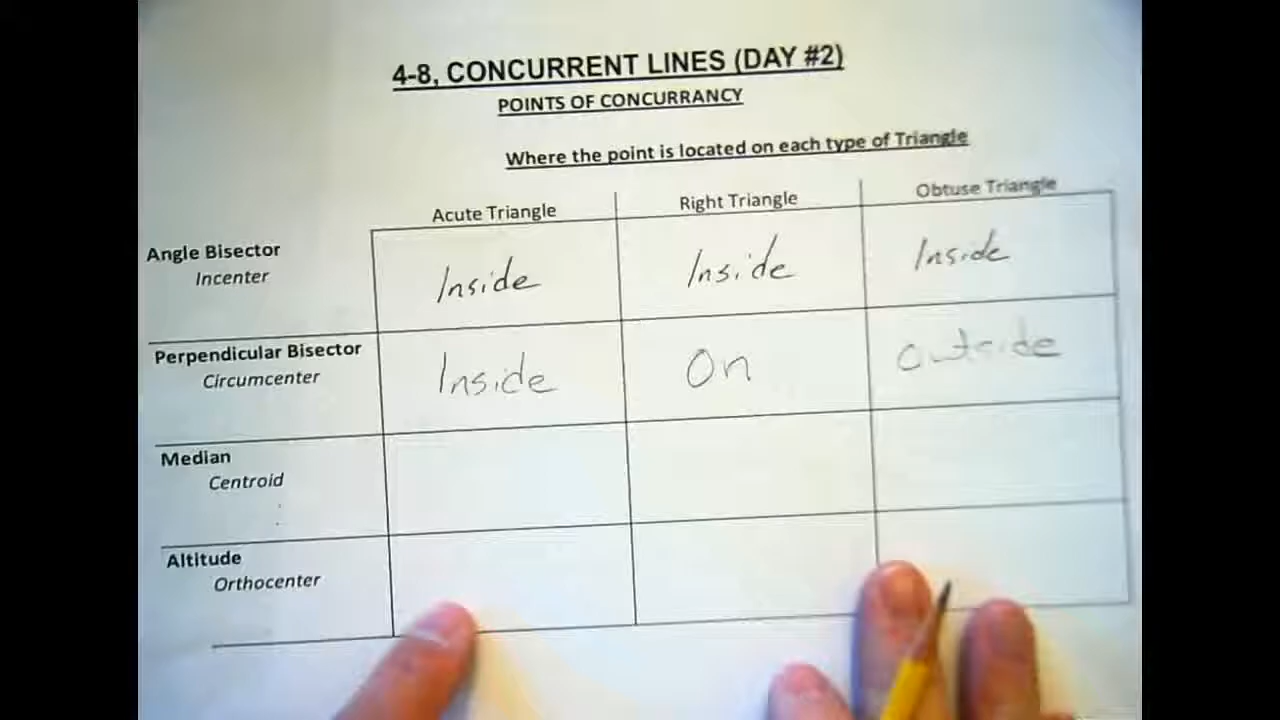 4-8, CONCURRENT LINES (DAY #2)
POINTS OF CONCURRANCY
Where the point is located on each type of Triangle
Acute Triangle Right Triangle Obtuse Triangle
Angle Bisector
Incenter
Inside Inside Inside
Perpendicular Bisector
Circumcenter
Inside On Outside
Median
Centroid
Altitude
Orthocenter